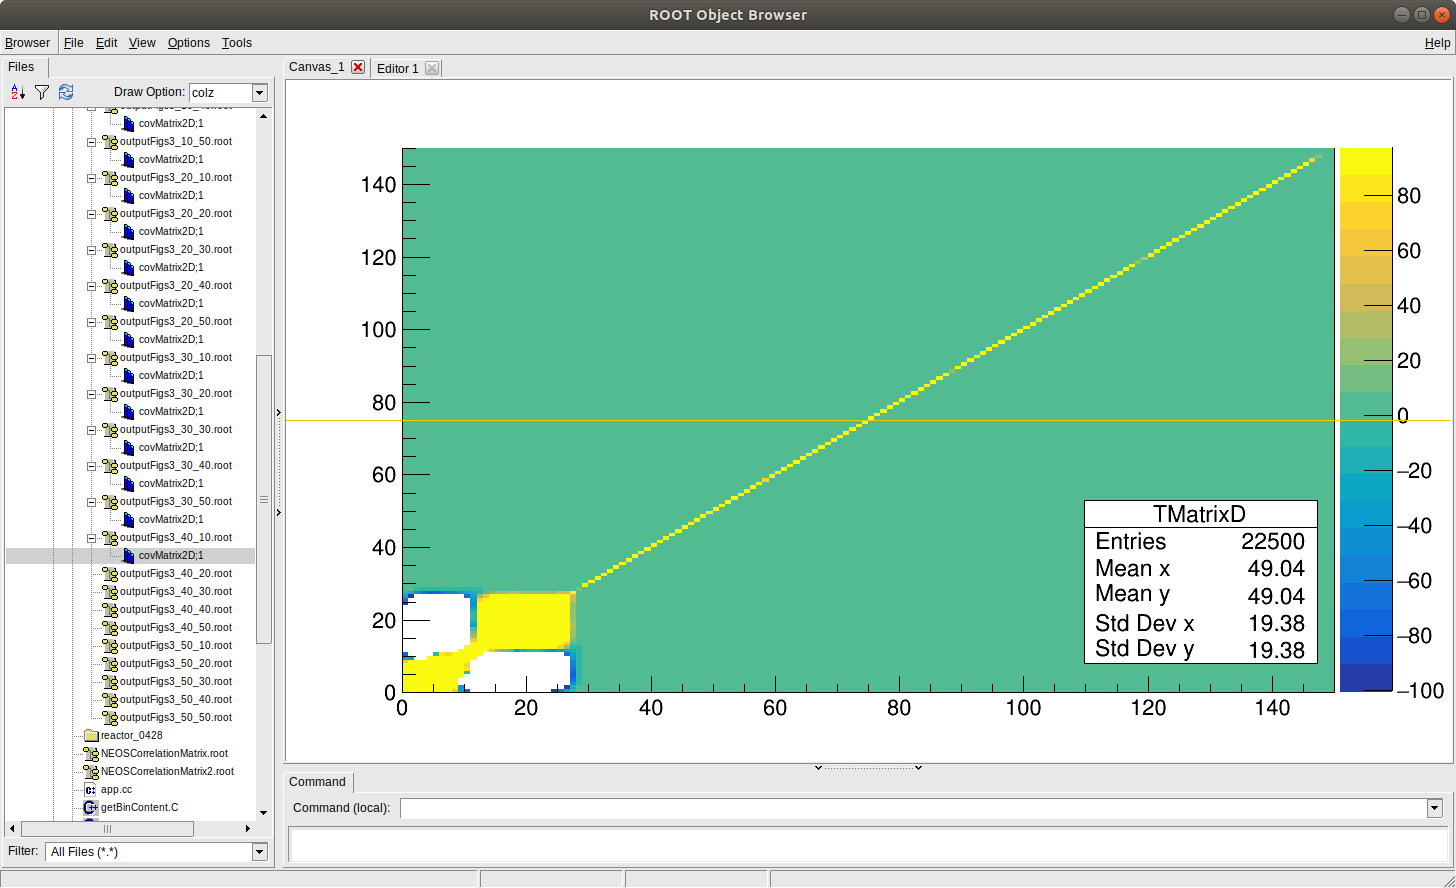 ROOT Object Browser
Browser File Edit View Options Tools Help
Files
Draw Option: colz
covMatrix2D;1
outputFigs3_10_50.root
covMatrix2D;1
outputFigs3_20_10.root
covMatrix2D;1
outputFigs3_20_20.root
covMatrix2D;1
outputFigs3_20_30.root
covMatrix2D;1
outputFigs3_20_40.root
covMatrix2D;1
outputFigs3_20_50.root
covMatrix2D;1
outputFigs3_30_10.root
covMatrix2D;1
outputFigs3_30_20.root
covMatrix2D;1
outputFigs3_30_30.root
covMatrix2D;1
outputFigs3_30_40.root
covMatrix2D;1
outputFigs3_30_50.root
covMatrix2D;1
outputFigs3_40_10.root
covMatrix2D;1
outputFigs3_40_20.root
outputFigs3_40_30.root
outputFigs3_40_40.root
outputFigs3_40_50.root
outputFigs3_50_10.root
outputFigs3_50_20.root
outputFigs3_50_30.root
outputFigs3_50_40.root
outputFigs3_50_50.root
reactor_0428
NEOSCorrelationMatrix.root
NEOSCorrelationMatrix2.root
app.cc
getBinContent.C
Filter: All Files (*.*)
Canvas_1 Editor 1
140
120
100
80
60
40
20
0
0 20 40 60 80 100 120 140
TMatrixD
Entries 22500
Mean x 49.04
Mean y 49.04
Std Dev x 19.38
Std Dev y 19.38
80
60
40
20
0
−20
−40
−60
−80
−100
Command
Command (local):